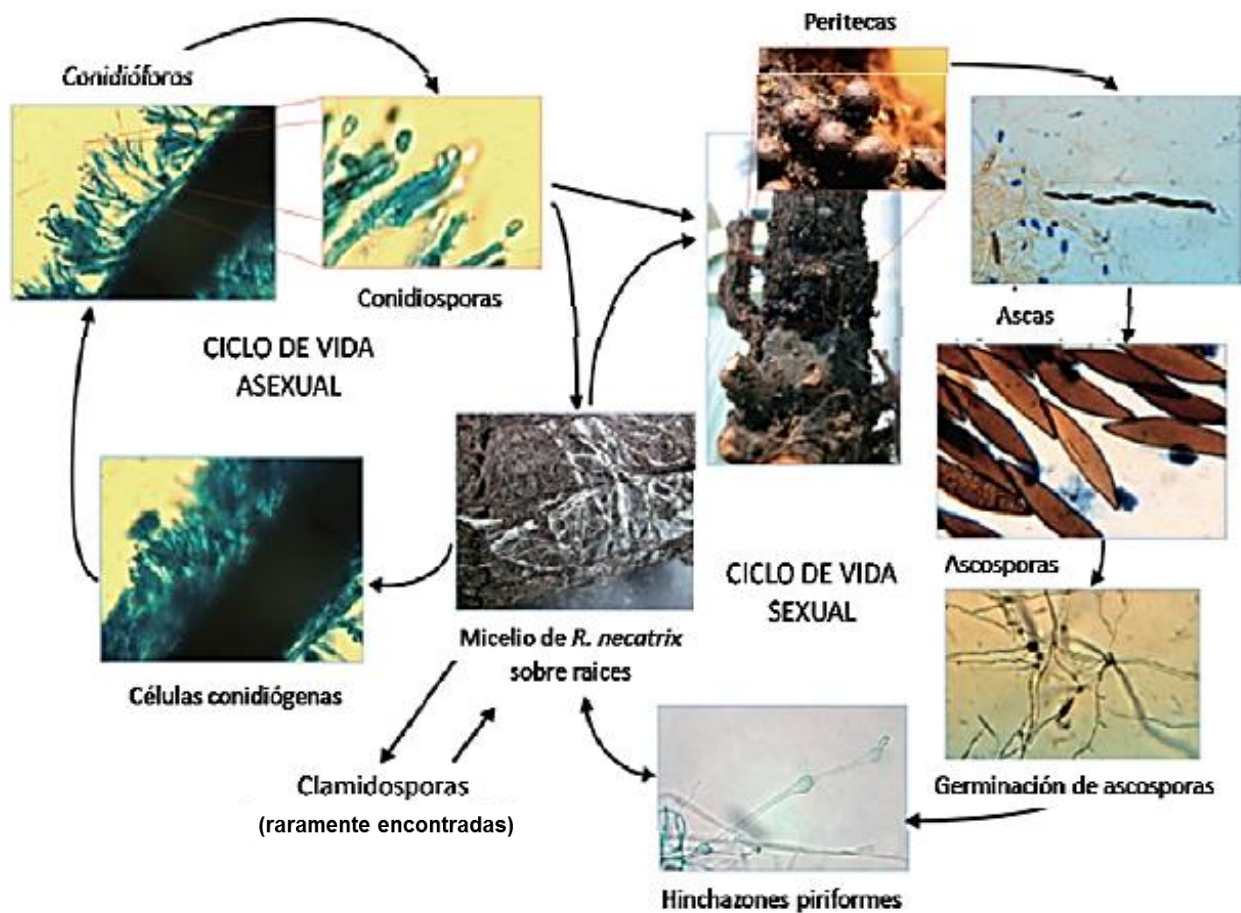 Peritecas
Conidióforos
Conidiosporas
CICLO DE VIDA
ASEXUAL
Ascas
Ascosporas
CICLO DE VIDA
SEXUAL
Micelio de R. necatrix
sobre raices
Células conidiógenas
Clamidosporas
(raramente encontradas)
Germinación de ascosporas
Hinchazones piriformes